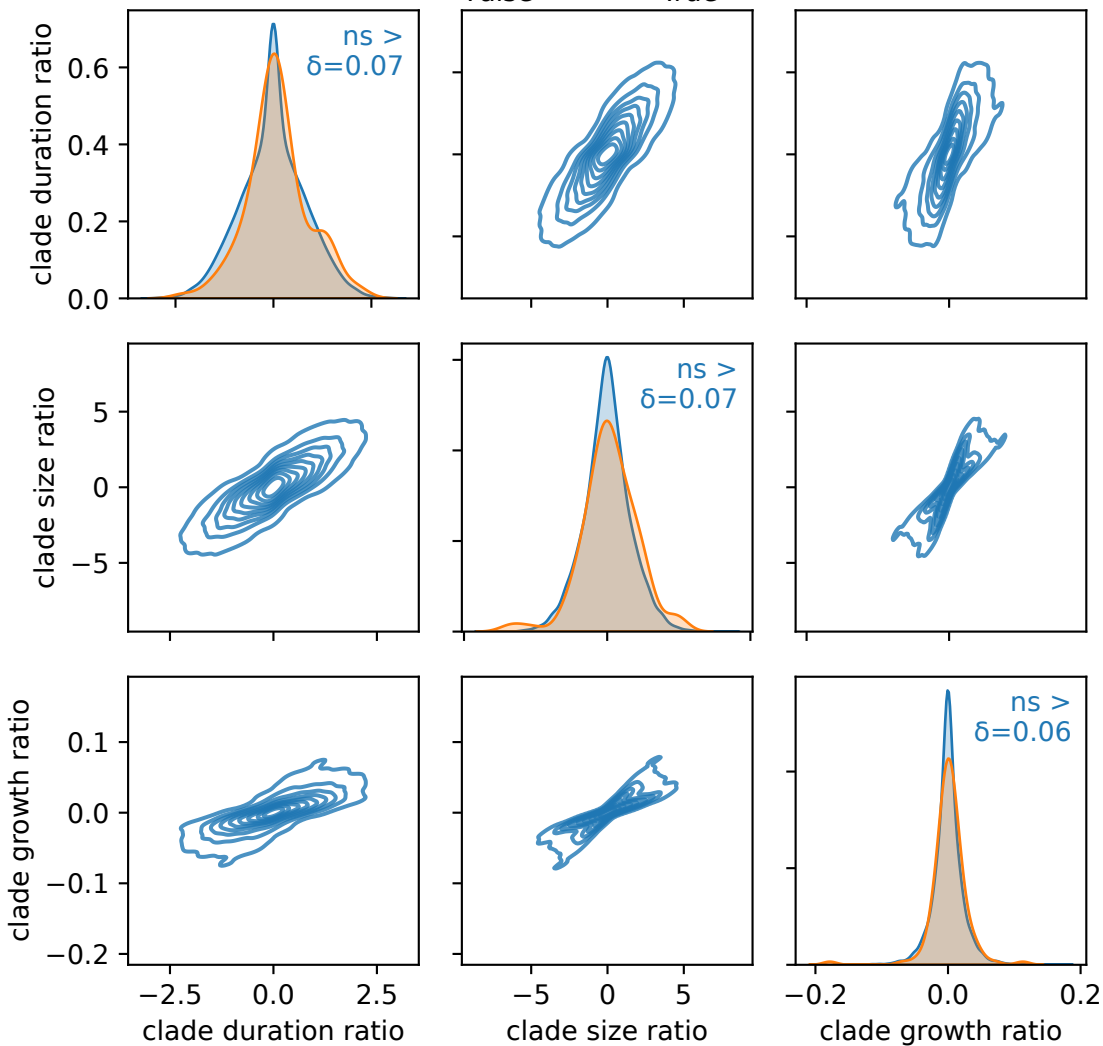 ns >
δ=0.07
clade duration ratio
0.6
0.4
0.2
0.0
ns >
δ=0.07
clade size ratio
5
0
−5
ns >
δ=0.06
clade growth ratio
0.1
0.0
−0.1
−0.2
−2.5 0.0 2.5 −5 0 5 −0.2 0.0 0.2
clade duration ratio clade size ratio clade growth ratio